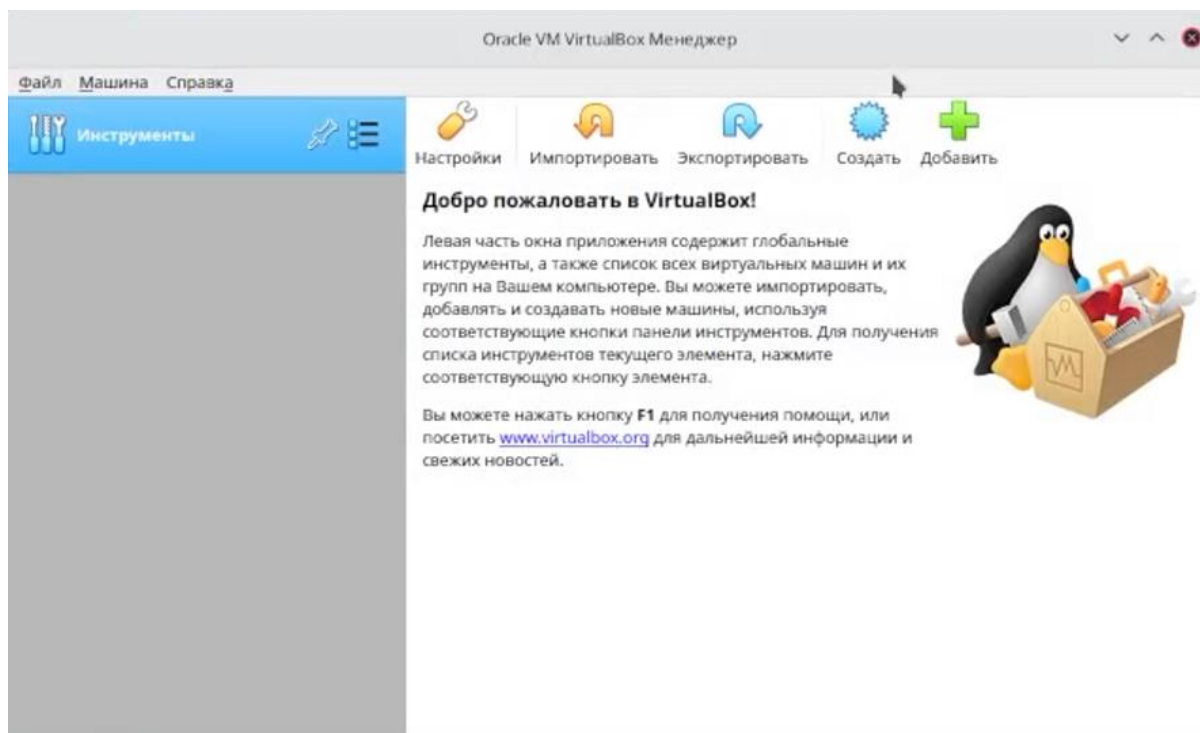 Oracle VM VirtualBox Менеджер
Файл Машина Справка
Инструменты
Настройки Импортировать Экспортировать Создать Добавить
Добро пожаловать в VirtualBox!
Левая часть окна приложения содержит глобальные
инструменты, а также список всех виртуальных машин и их
групп на Вашем компьютере. Вы можете импортировать,
добавлять и создавать новые машины, используя
соответствующие кнопки панели инструментов. Для получения
списка инструментов текущего элемента, нажмите
соответствующую кнопку элемента.
Вы можете нажать кнопку F1 для получения помощи, или
посетить www.virtualbox.org для дальнейшей информации и
свежих новостей.